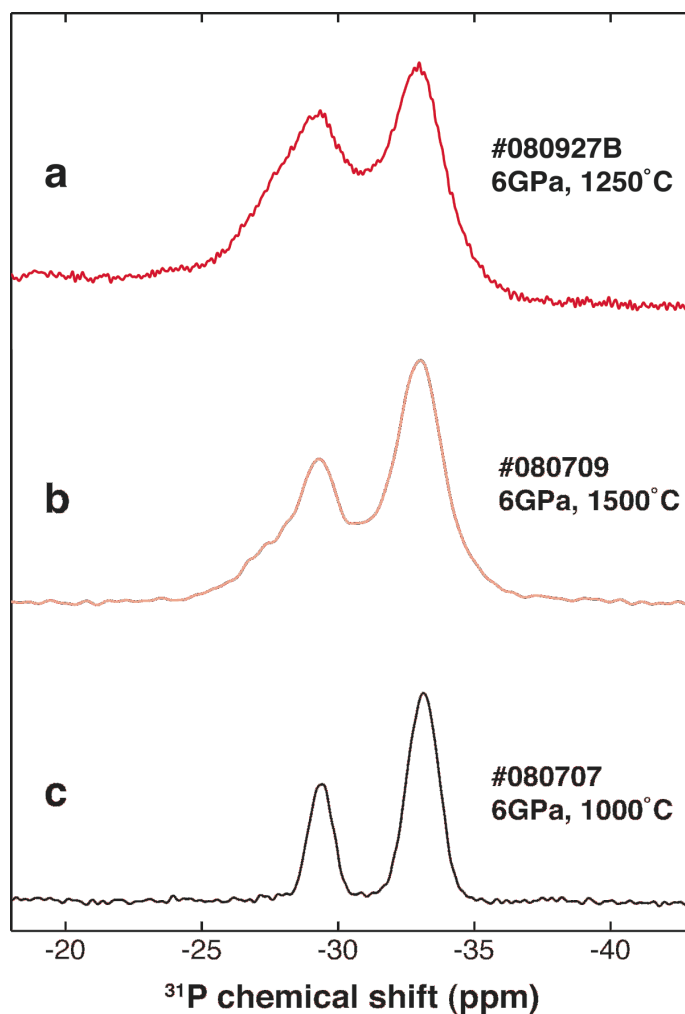 a
#080927B
6GPa, 1250°C
b
#080709
6GPa, 1500°C
c
#080707
6GPa, 1000°C
-20 -25 -30 -35 -40
³¹P chemical shift (ppm)